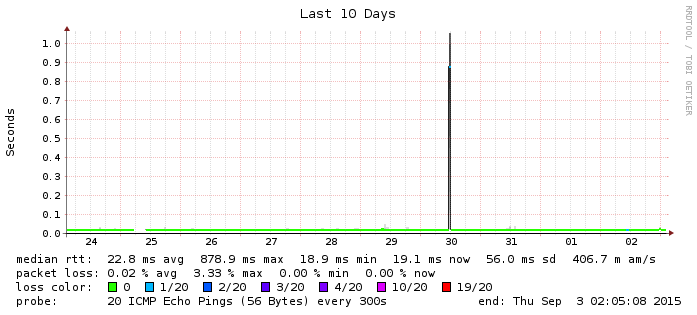 Last 10 Days
RRDTOOL / TOBI OETIKER
Seconds
1.0
0.9
0.8
0.7
0.6
0.5
0.4
0.3
0.2
0.1
0.0
24 25 26 27 28 29 30 31 01 02
median rtt: 22.8 ms avg 878.9 ms max 18.9 ms min 19.1 ms now 56.0 ms sd 406.7 m am/s
packet loss: 0.02 % avg 3.33 % max 0.00 % min 0.00 % now
loss color: 0 1/20 2/20 3/20 4/20 10/20 19/20
probe: 20 ICMP Echo Pings (56 Bytes) every 300s end: Thu Sep 3 02:05:08 2015